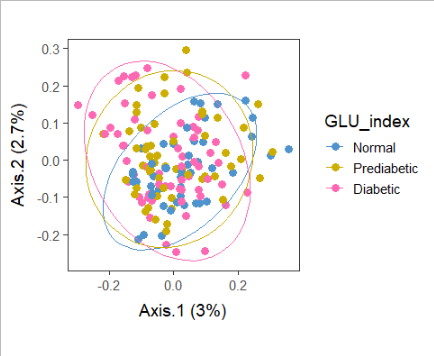 0.3
0.2
0.1
0.0
-0.1
-0.2
Axis.2 (2.7%)
-0.2 0.0 0.2
Axis.1 (3%)
GLU_index
Normal
Prediabetic
Diabetic